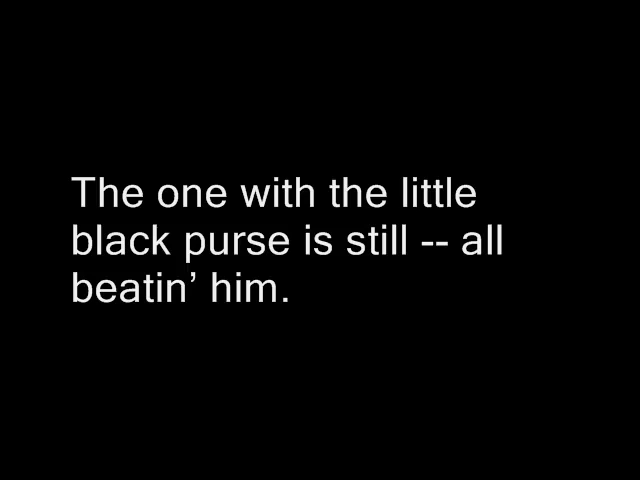 The one with the little
black purse is still -- all
beatin’ him.